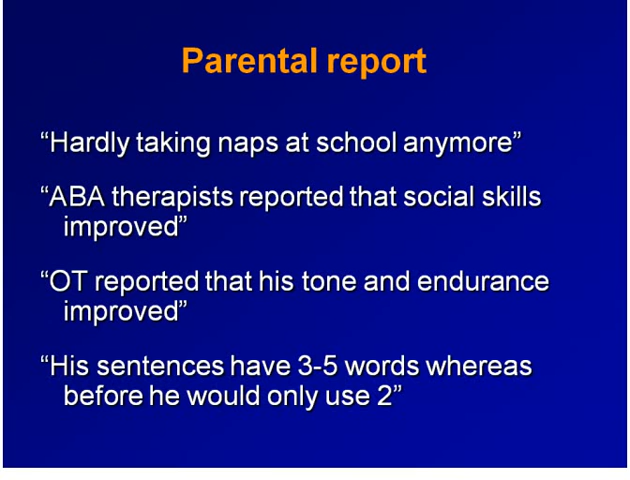 Parental report
“Hardly taking naps at school anymore”
“ABA therapists reported that social skills
improved”
“OT reported that his tone and endurance
improved”
“His sentences have 3-5 words whereas
before he would only use 2”